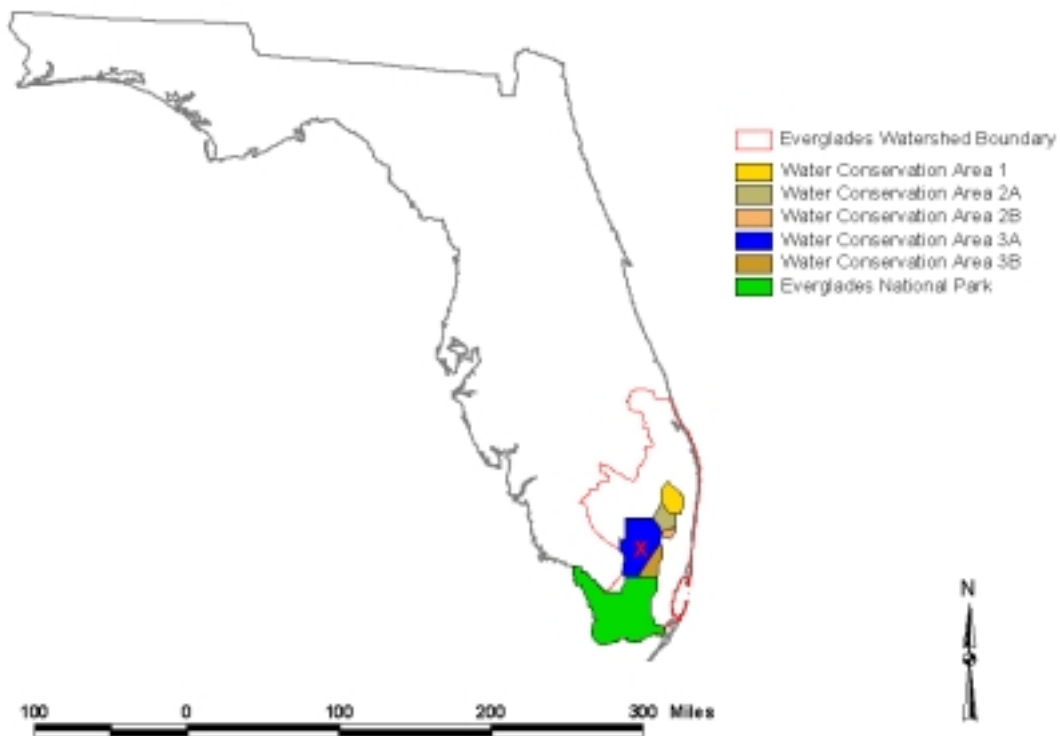 Everglades Watershed Boundary
Water Conservation Area 1
Water Conservation Area 2A
Water Conservation Area 2B
Water Conservation Area 3A
Water Conservation Area 3B
Everglades National Park
X
N
100 0 100 200 300 Miles